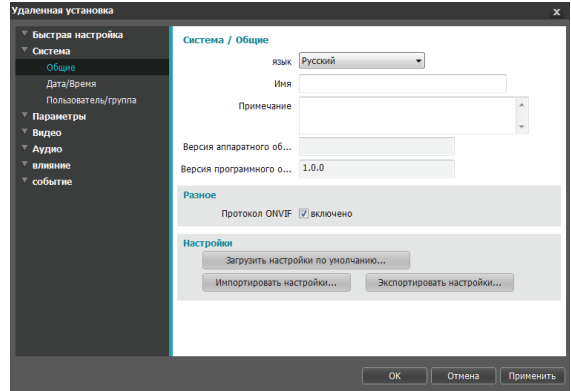 Удаленная установка
x
Быстрая настройка
Система
Общие
Дата/Время
Пользователь/группа
Параметры
Видео
Аудио
влияние
событие
Система / Общие
язык Русский
Имя
Примечание
Версия аппаратного об...
Версия программного о... 1.0.0
Разное
Протокол ONVIF включено
Настройки
Загрузить настройки по умолчанию...
Импортировать настройки... Экспортировать настройки...
OK Отмена Применить